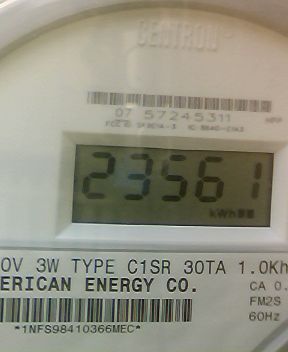 CENTRON
07 57245311
23561
kWh
0V 3W TYPE C1SR 30TA 1.0Kh
ERICAN ENERGY CO.
CA 0.
FM2S
60Hz
*1NFS98410366MEC*